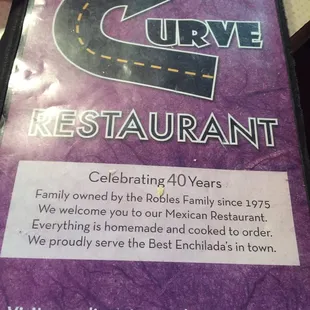 CURVE
RESTAURANT
Celebrating 40 Years
Family owned by the Robles Family since 1975
We welcome you to our Mexican Restaurant.
Everything is homemade and cooked to order.
We proudly serve the Best Enchilada's in town.